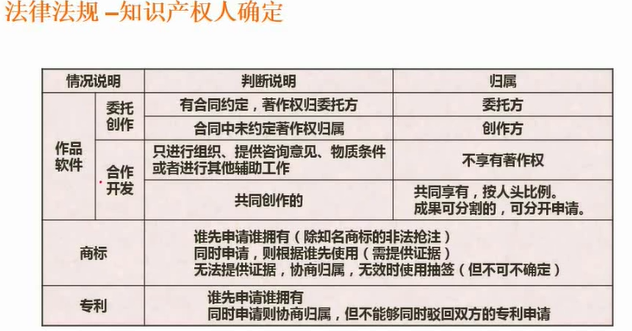 法律法规 –知识产权人确定
情况说明 判断说明 归属
作品
软件
委托
创作
有合同约定，著作权归委托方 委托方
合同中未约定著作权归属 创作方
合作
开发
只进行组织、提供咨询意见、物质条件
或者进行其他辅助工作
不享有著作权
共同创作的
共同享有，按人头比例。
成果可分割的，可分开申请。
商标
谁先申请谁拥有（除知名商标的非法抢注）
同时申请，则根据谁先使用（需提供证据）
无法提供证据，协商归属，无效时使用抽签（但不可不确定）
专利
谁先申请谁拥有
同时申请则协商归属，但不能够同时驳回双方的专利申请